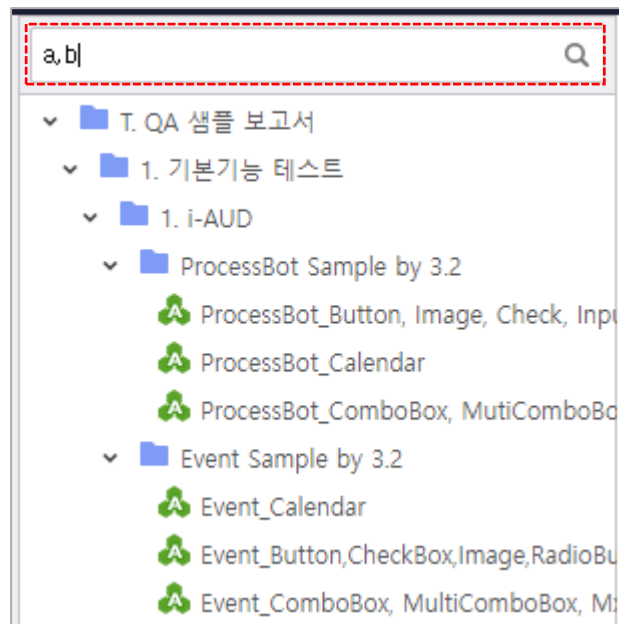 a,b
T. QA 샘플 보고서
1. 기본기능 테스트
1. i-AUD
ProcessBot Sample by 3.2
ProcessBot_Button, Image, Check, Inpu
ProcessBot_Calendar
ProcessBot_ComboBox, MutiComboBo
Event Sample by 3.2
Event_Calendar
Event_Button,CheckBox,Image,RadioBu
Event_ComboBox, MultiComboBox, Mx